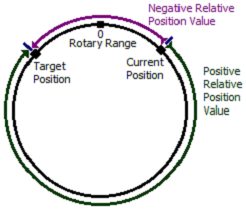 Negative Relative
Position Value
0
Rotary Range
Target
Position
Current
Position
Positive
Relative
Position
Value